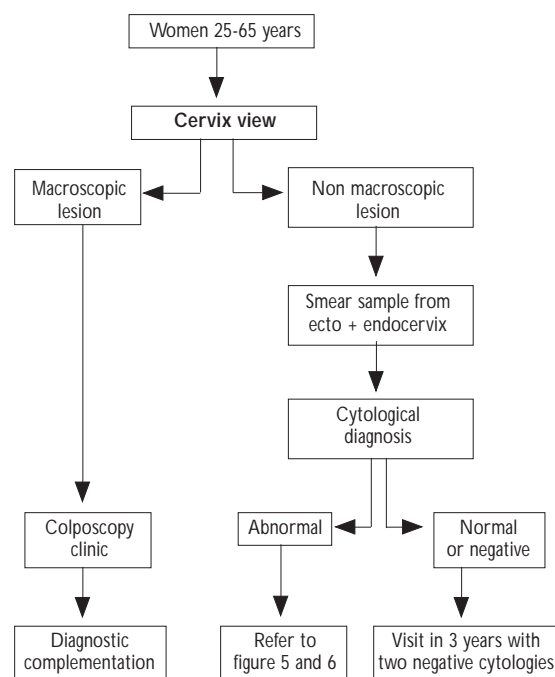 Women 25-65 years
Cervix view
Macroscopic
lesion
Non macroscopic
lesion
Smear sample from
ecto + endocervix
Cytological
diagnosis
Colposcopy
clinic
Abnormal
Normal
or negative
Diagnostic
complementation
Refer to
figure 5 and 6
Visit in 3 years with
two negative cytologies